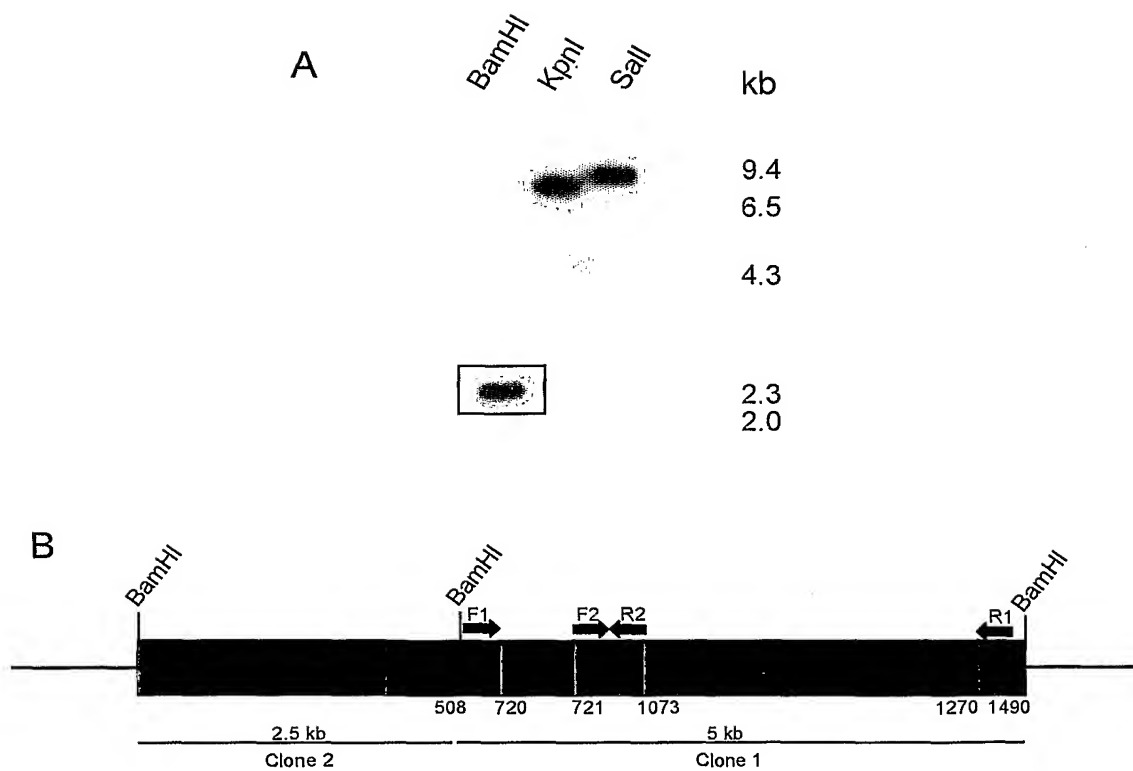 A
BamHI KpnI SalI
kb
9.4
6.5
4.3
2.3
2.0
B
BamHI BamHI BamHI
F1 F2 R2 R1
508 720 721 1073 1270 1490
2.5 kb 5 kb
Clone 2 Clone 1